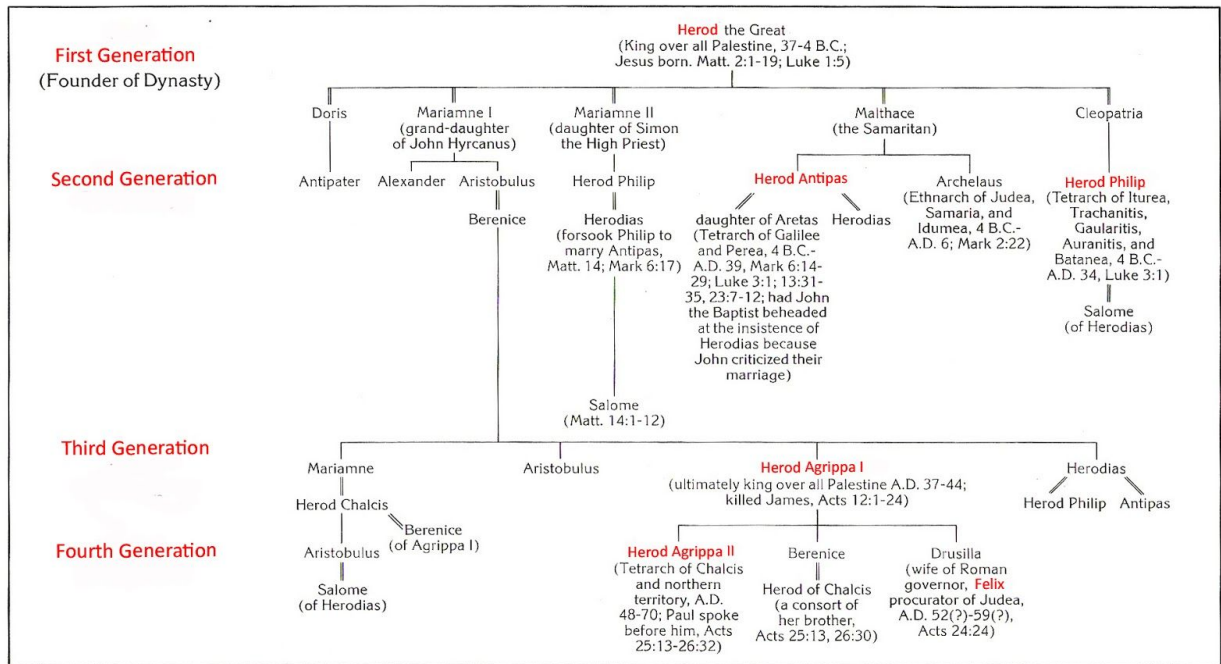 First Generation
(Founder of Dynasty)
Herod the Great
(King over all Palestine, 37-4 B.C.;
Jesus born. Matt. 2:1-19; Luke 1:5)
Doris
Mariamne I
(grand-daughter
of John Hyrcanus)
Mariamne II
(daughter of Simon
the High Priest)
Malthace
(the Samaritan)
Cleopatria
Second Generation
Antipater
Alexander
Aristobulus
Berenice
Herod Philip
Herodias
(forsook Philip to
marry Antipas,
Matt. 14; Mark 6:17)
Herod Antipas
daughter of Aretas
(Tetrarch of Galilee
and Perea, 4 B.C.-
A.D. 39, Mark 6:14-
29; Luke 3:1; 13:31-
35, 23:7-12; had John
the Baptist beheaded
at the insistence of
Herodias because
John criticized their
marriage)
Herodias
Archelaus
(Ethnarch of Judea,
Samaria, and
Idumea, 4 B.C.-
A.D. 6; Mark 2:22)
Herod Philip
(Tetrarch of Iturea,
Trachanitis,
Gaularitis,
Auranitis, and
Batanea, 4 B.C.-
A.D. 34, Luke 3:1)
Salome
(of Herodias)
Salome
(Matt. 14:1-12)
Third Generation
Mariamne
Herod Chalcis
Berenice
(of Agrippa I)
Aristobulus
Herod Agrippa I
(ultimately king over all Palestine A.D. 37-44;
killed James, Acts 12:1-24)
Herodias
Herod Philip
Antipas
Fourth Generation
Aristobulus
Salome
(of Herodias)
Herod Agrippa II
(Tetrarch of Chalcis
and northern
territory, A.D.
48-70; Paul spoke
before him, Acts
25:13-26:32)
Berenice
Herod of Chalcis
(a consort of
her brother,
Acts 25:13, 26:30)
Drusilla
(wife of Roman
governor, Felix
procurator of Judea,
A.D. 52(?)-59(?),
Acts 24:24)